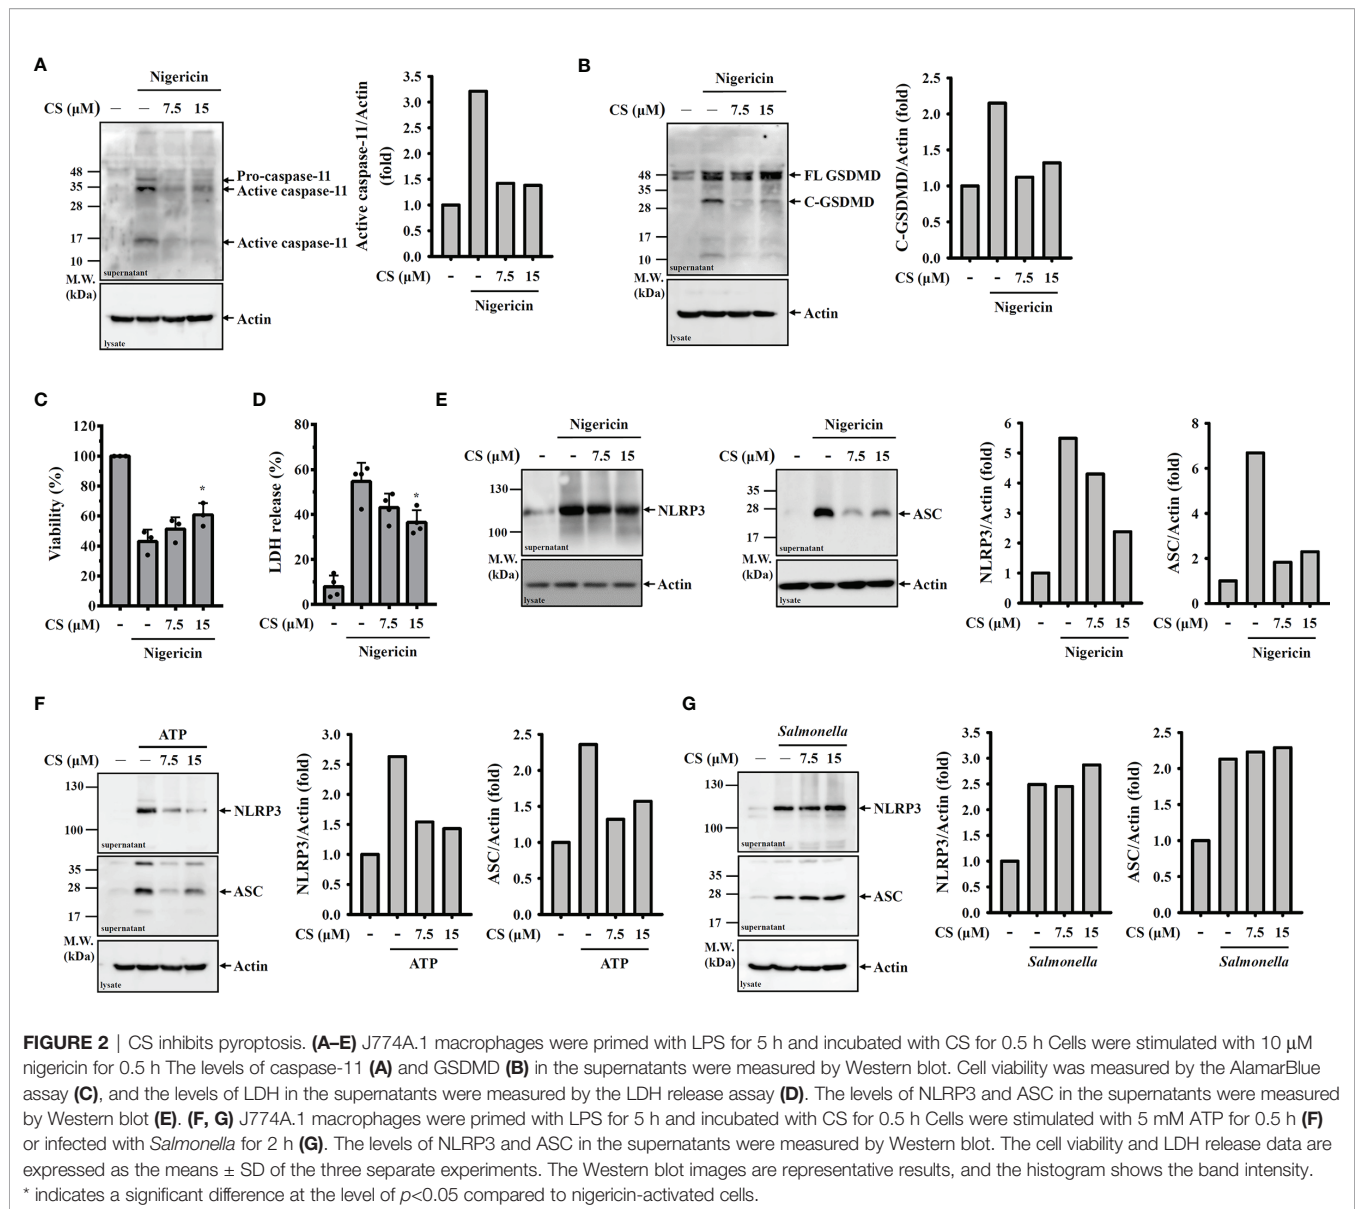 A
Nigericin
CS (µM) — — 7.5 15
48
35
28
17
10
M.W.
(kDa)
Pro-caspase-11
Active caspase-11
Active caspase-11
supernatant
Actin
lysate
Active caspase-11/Actin
(fold)
3.5
3.0
2.5
2.0
1.5
1.0
0.5
0.0
CS (µM) - - 7.5 15
Nigericin
B
Nigericin
CS (µM) — — 7.5 15
48
35
28
17
10
M.W.
(kDa)
FL GSDMD
C-GSDMD
supernatant
Actin
lysate
C-GSDMD/Actin (fold)
2.5
2.0
1.5
1.0
0.5
0.0
CS (µM) - - 7.5 15
Nigericin
C
Viability (%)
120
100
80
60
40
20
0
*
CS (µM) - - 7.5 15
Nigericin
D
LDH release (%)
80
60
40
20
0
*
CS (µM) - - 7.5 15
Nigericin
E
Nigericin
CS (µM) - - 7.5 15
130
100
M.W.
(kDa)
NLRP3
supernatant
Actin
lysate
Nigericin
CS (µM) - - 7.5 15
35
28
17
M.W.
(kDa)
ASC
supernatant
Actin
lysate
NLRP3/Actin (fold)
6
5
4
3
2
1
0
CS (µM) - - 7.5 15
Nigericin
ASC/Actin (fold)
8
6
4
2
0
CS (µM) - - 7.5 15
Nigericin
F
ATP
CS (µM) — — 7.5 15
130
100
NLRP3
supernatant
35
28
17
ASC
supernatant
M.W.
(kDa)
Actin
lysate
NLRP3/Actin (fold)
3.0
2.5
2.0
1.5
1.0
0.5
0.0
CS (µM) - - 7.5 15
ATP
ASC/Actin (fold)
2.5
2.0
1.5
1.0
0.5
0.0
CS (µM) - - 7.5 15
ATP
G
Salmonella
CS (µM) — — 7.5 15
130
100
NLRP3
supernatant
35
28
17
ASC
supernatant
M.W.
(kDa)
Actin
lysate
NLRP3/Actin (fold)
3.5
3.0
2.5
2.0
1.5
1.0
0.5
0.0
CS (µM) - - 7.5 15
Salmonella
ASC/Actin (fold)
2.5
2.0
1.5
1.0
0.5
0.0
CS (µM) - - 7.5 15
Salmonella
FIGURE 2 | CS inhibits pyroptosis. (A–E) J774A.1 macrophages were primed with LPS for 5 h and incubated with CS for 0.5 h Cells were stimulated with 10 µM
nigericin for 0.5 h The levels of caspase-11 (A) and GSDMD (B) in the supernatants were measured by Western blot. Cell viability was measured by the AlamarBlue
assay (C), and the levels of LDH in the supernatants were measured by the LDH release assay (D). The levels of NLRP3 and ASC in the supernatants were measured
by Western blot (E). (F, G) J774A.1 macrophages were primed with LPS for 5 h and incubated with CS for 0.5 h Cells were stimulated with 5 mM ATP for 0.5 h (F)
or infected with Salmonella for 2 h (G). The levels of NLRP3 and ASC in the supernatants were measured by Western blot. The cell viability and LDH release data are
expressed as the means ± SD of the three separate experiments. The Western blot images are representative results, and the histogram shows the band intensity.
* indicates a significant difference at the level of p<0.05 compared to nigericin-activated cells.